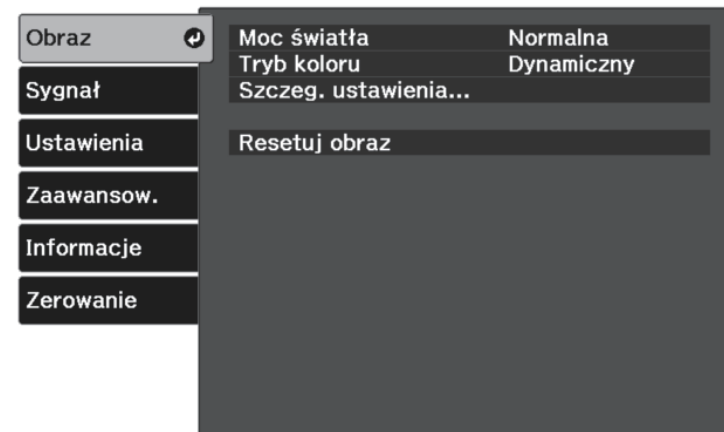 Obraz
Sygnał
Ustawienia
Zaawansow.
Informacje
Zerowanie
Moc światła Normalna
Tryb koloru Dynamiczny
Szczeg. ustawienia...
Resetuj obraz